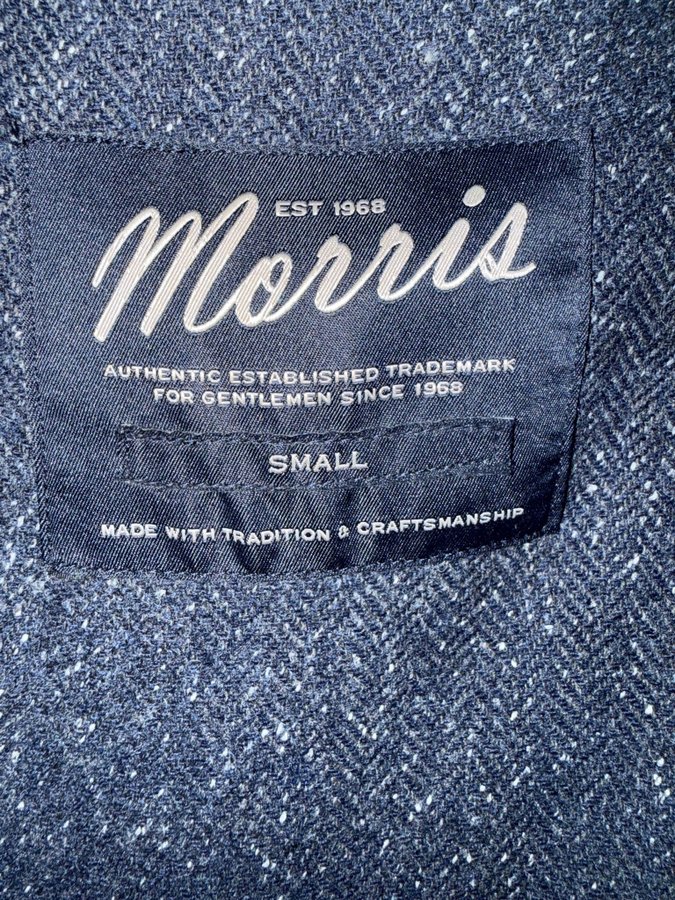 EST 1968
Morris
AUTHENTIC ESTABLISHED TRADEMARK
FOR GENTLEMEN SINCE 1968
SMALL
MADE WITH TRADITION & CRAFTSMANSHIP